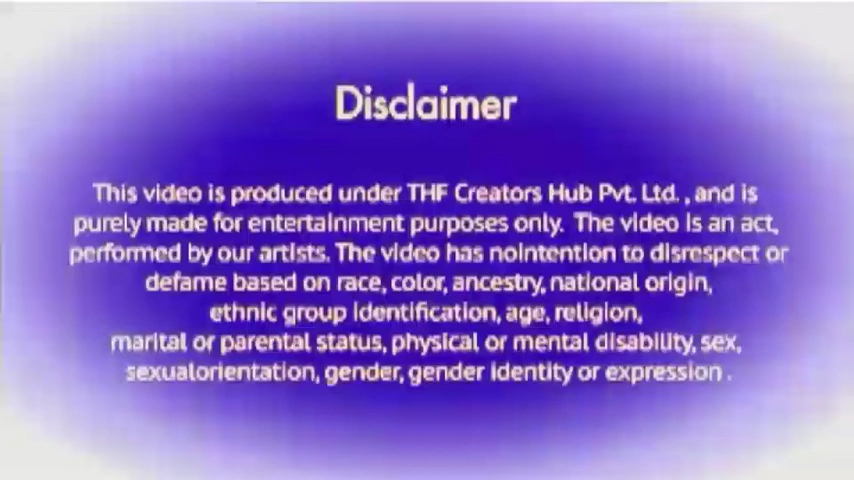 Disclaimer
This video is produced under THF Creators Hub Pvt. Ltd. , and is
purely made for entertainment purposes only. The video is an act,
performed by our artists. The video has nointention to disrespect or
defame based on race, color, ancestry, national origin,
ethnic group identification, age, religion,
marital or parental status, physical or mental disability, sex,
sexualorientation, gender, gender identity or expression .